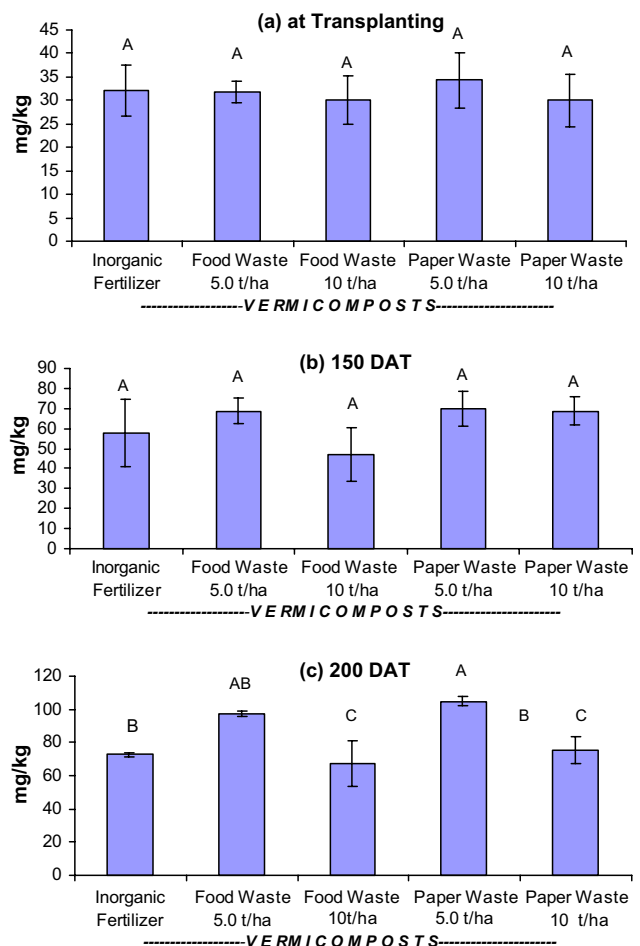 (a) at Transplanting
mg/kg
45
40
35
30
25
20
15
10
5
0
A A A A A
Inorganic Food Waste Food Waste Paper Waste Paper Waste
Fertilizer 5.0 t/ha 10 t/ha 5.0 t/ha 10 t/ha
-------------------VERMICOMPOSTS----------------------
(b) 150 DAT
mg/kg
90
80
70
60
50
40
30
20
10
0
A A A A A
Inorganic Food Waste Food Waste Paper Waste Paper Waste
Fertilizer 5.0 t/ha 10 t/ha 5.0 t/ha 10 t/ha
-------------------VERMICOMPOSTS----------------------
(c) 200 DAT
mg/kg
120
100
80
60
40
20
0
B AB C A B C
Inorganic Food Waste Food Waste Paper Waste Paper Waste
Fertilizer 5.0 t/ha 10t/ha 5.0 t/ha 10 t/ha
-------------------VERMICOMPOSTS----------------------